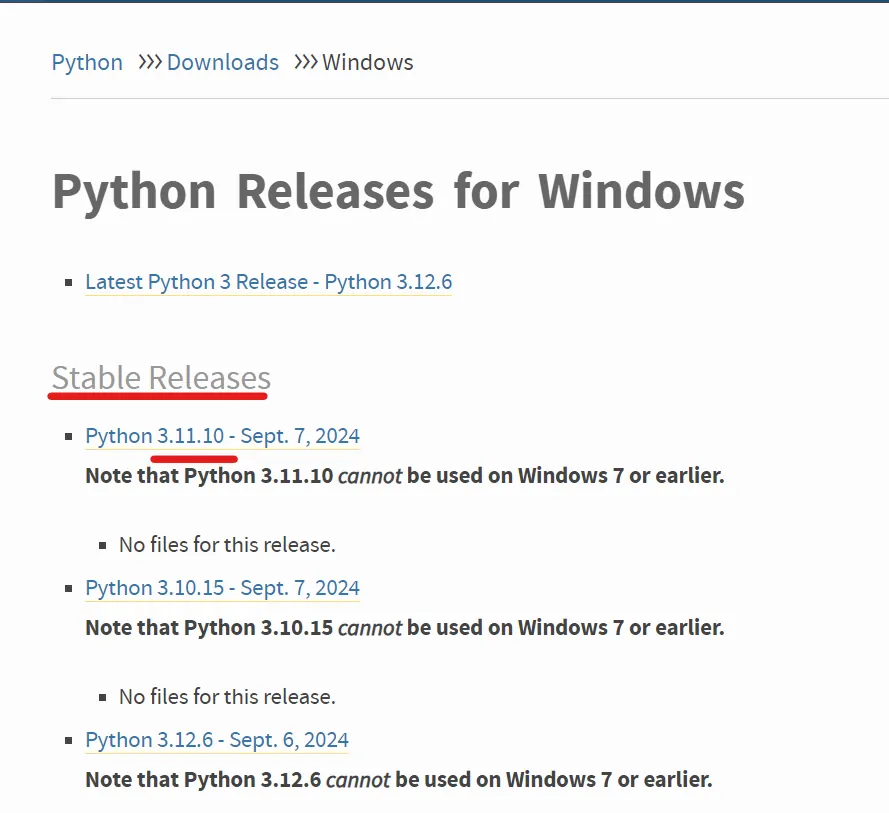 Python >>> Downloads >>> Windows
Python Releases for Windows
Latest Python 3 Release - Python 3.12.6
Stable Releases
Python 3.11.10 - Sept. 7, 2024
Note that Python 3.11.10 cannot be used on Windows 7 or earlier.
No files for this release.
Python 3.10.15 - Sept. 7, 2024
Note that Python 3.10.15 cannot be used on Windows 7 or earlier.
No files for this release.
Python 3.12.6 - Sept. 6, 2024
Note that Python 3.12.6 cannot be used on Windows 7 or earlier.